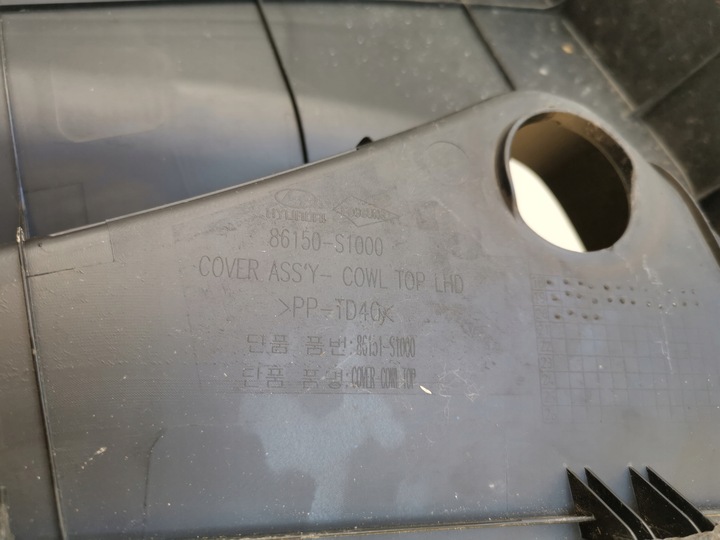 HYUNDAI
86150-S1000
COVER ASS'Y- COWL TOP LHD
>PP-TD40<
단품 품번:86151-S1000
단품 품명:COVER-COWL TOP